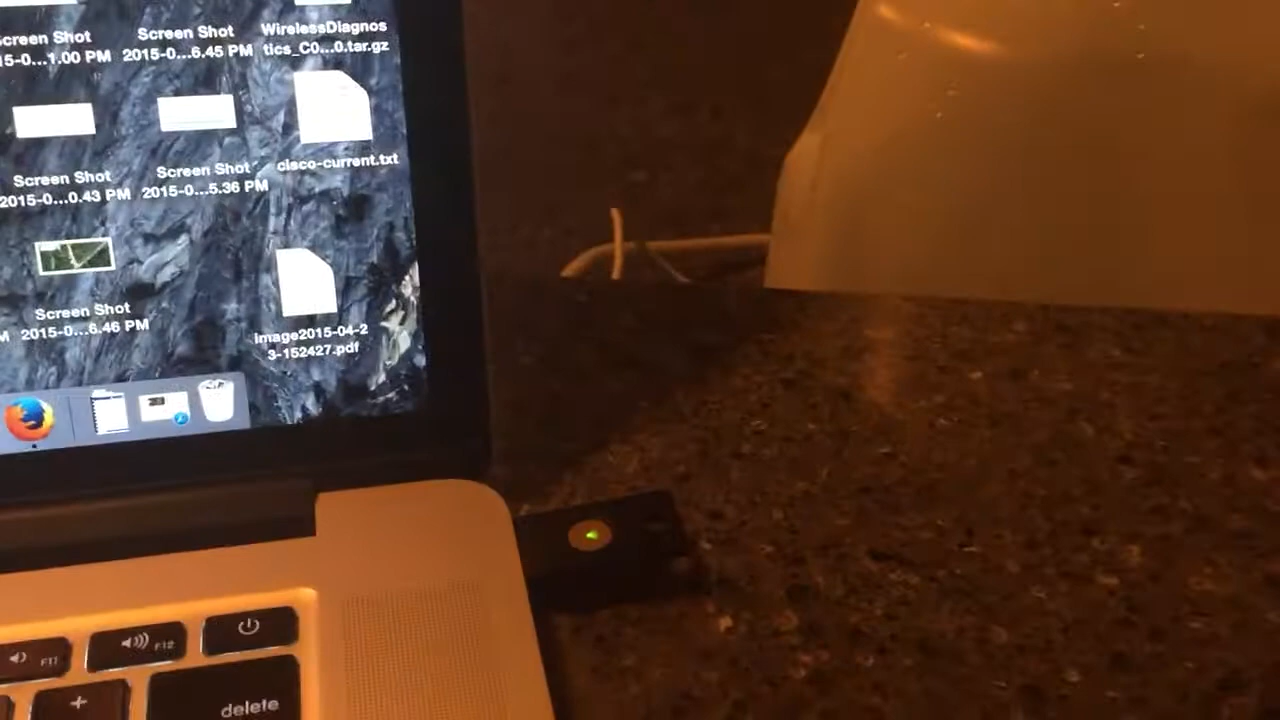 Screen Shot
5-0...1.00 PM
Screen Shot
2015-0...6.45 PM
WirelessDiagnos
tics_C0...0.tar.gz
Screen Shot
2015-0...0.43 PM
Screen Shot
2015-0...5.36 PM
cisco-current.txt
M
Screen Shot
2015-0...6.46 PM
image2015-04-2
3-152427.pdf
F11
F12
+
delete